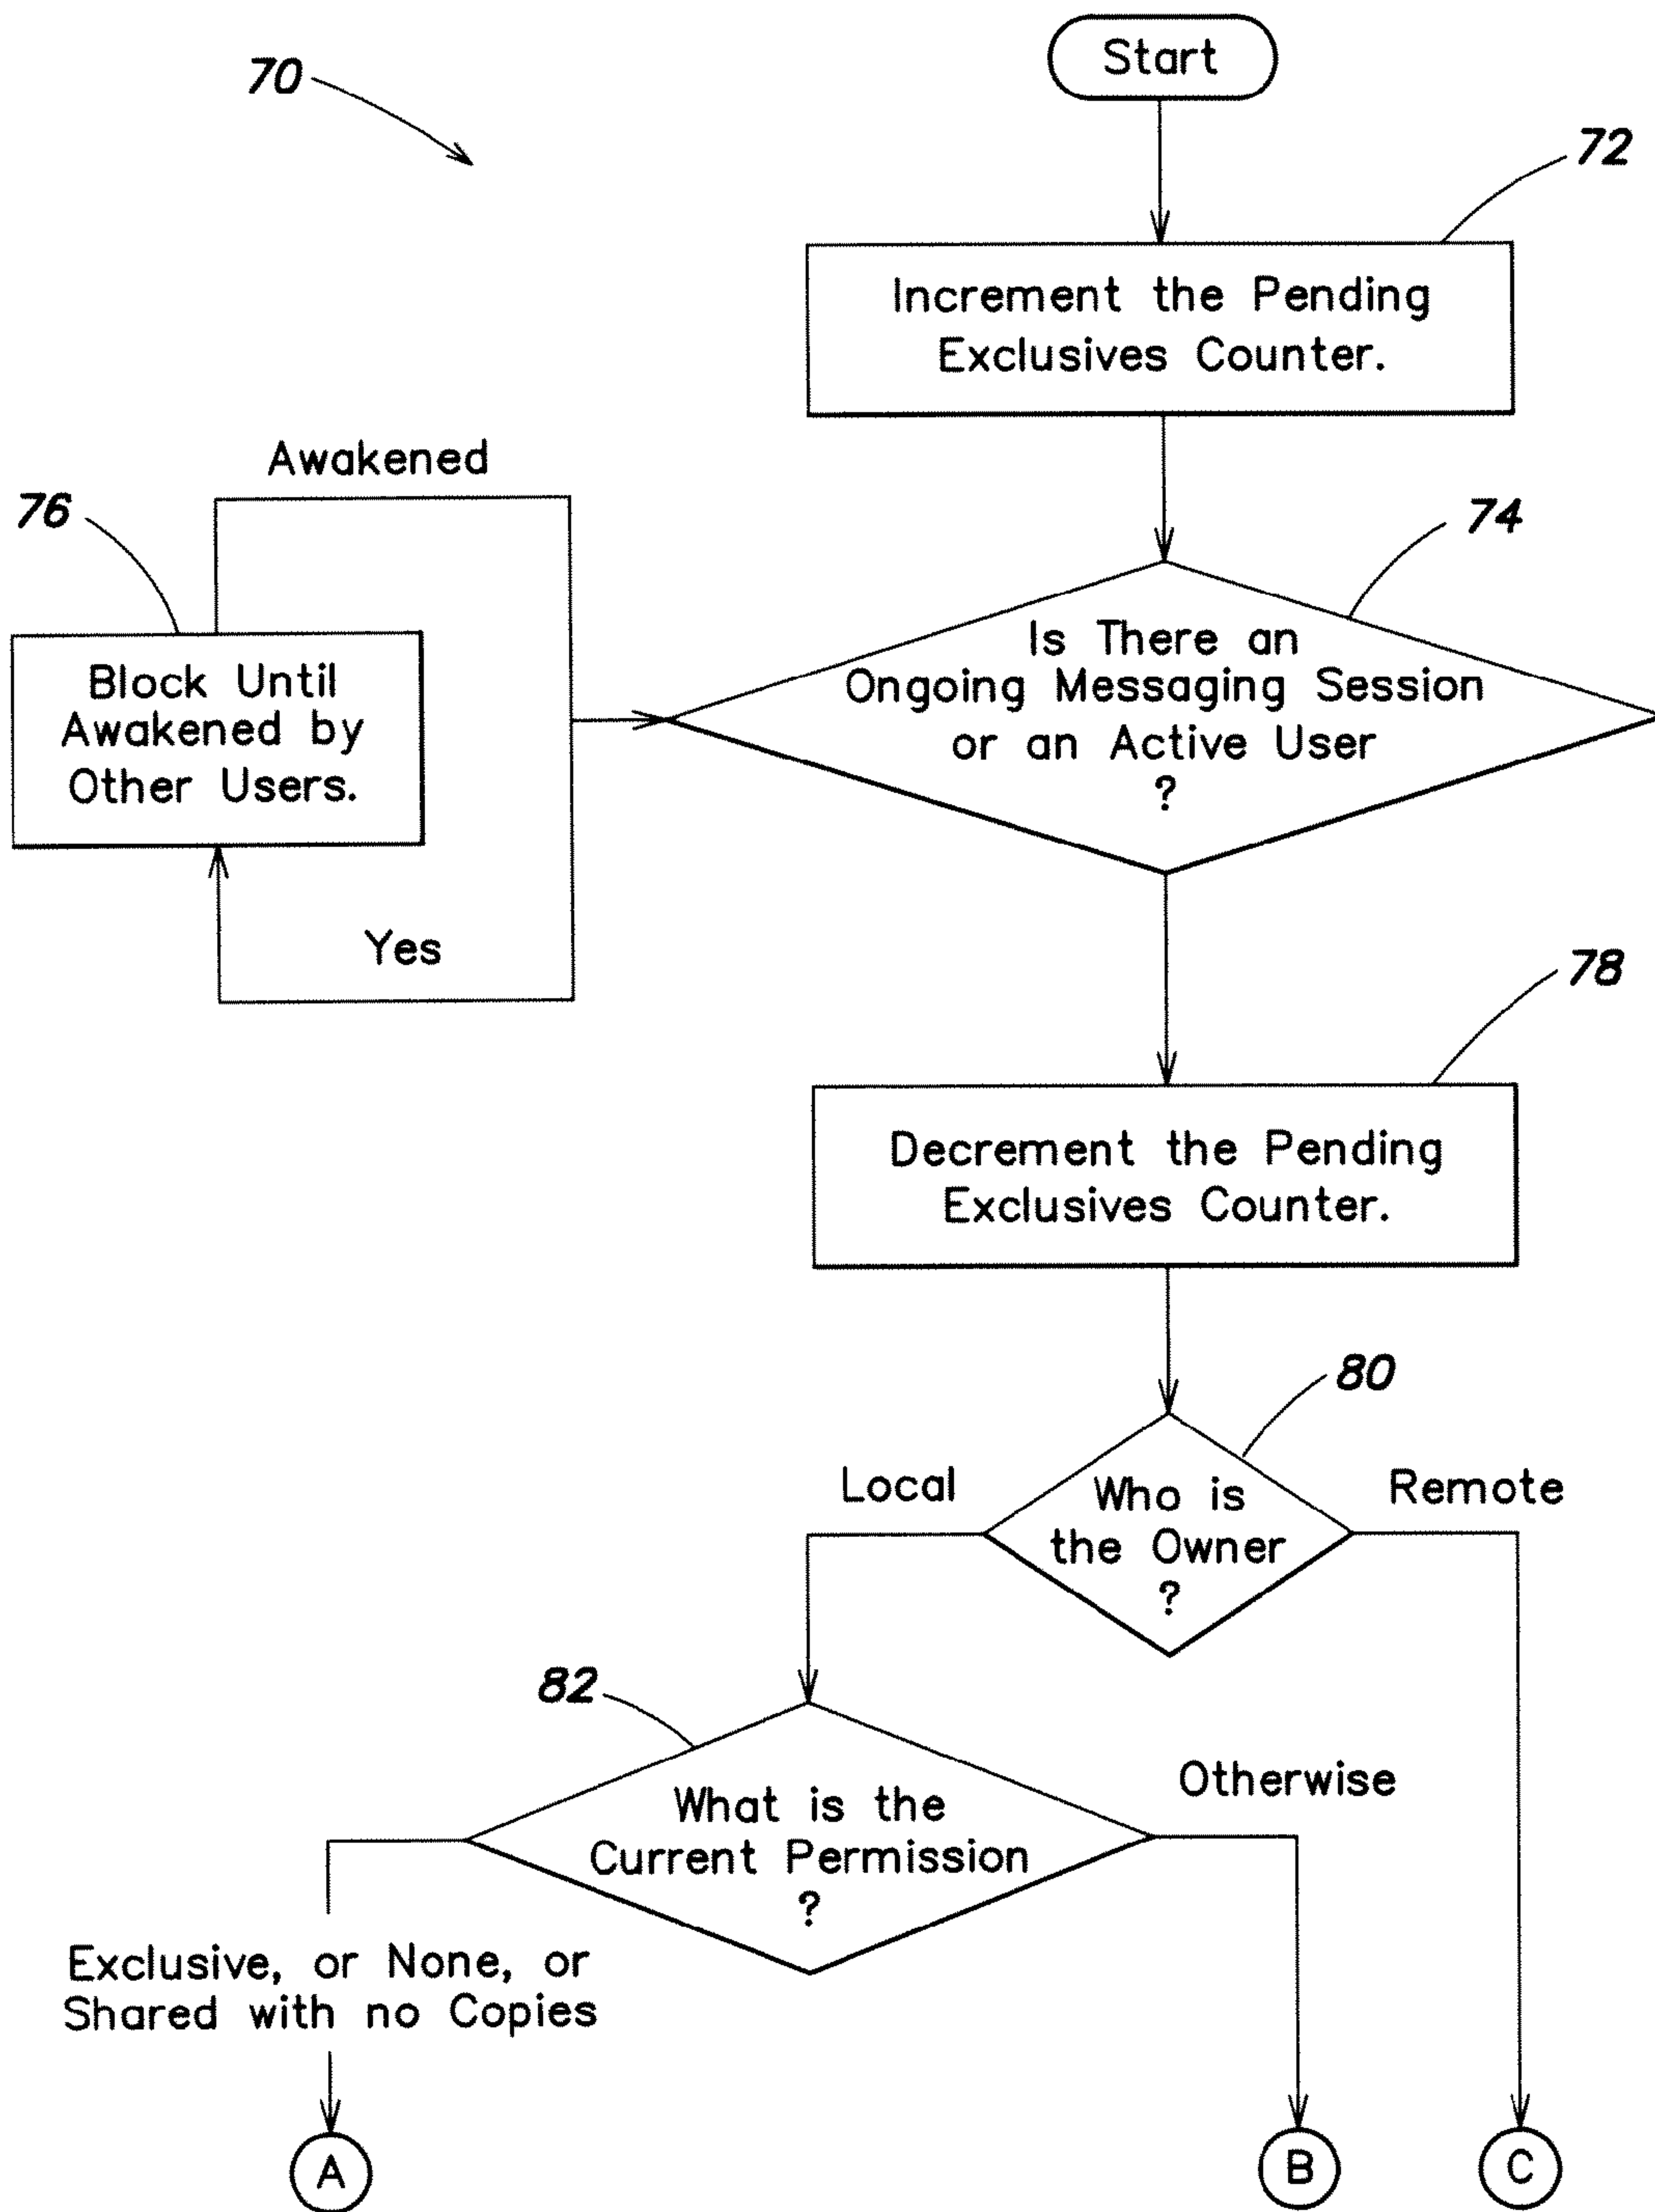 70
Start
72
Increment the Pending
Exclusives Counter.
Awakened
76
74
Block Until
Awakened by
Other Users.
Is There an
Ongoing Messaging Session
or an Active User
?
Yes
78
Decrement the Pending
Exclusives Counter.
80
Local
Who is
the Owner
?
Remote
82
What is the
Current Permission
?
Otherwise
Exclusive, or None, or
Shared with no Copies
A
B
C